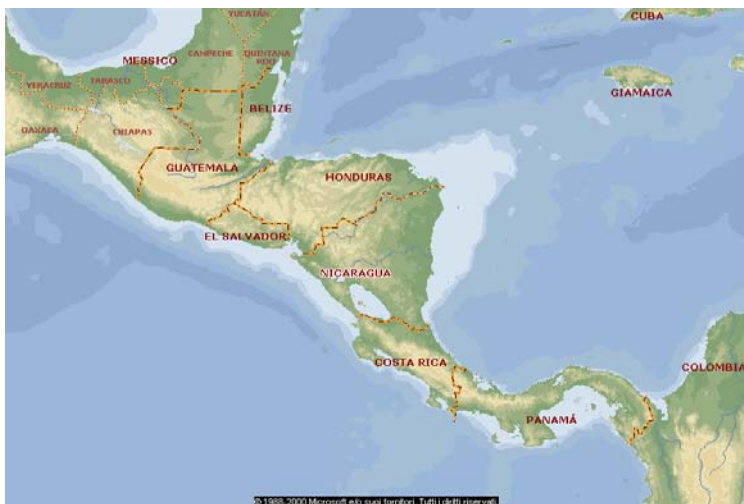 YUCATÁN
CUBA
CAMPECHE
QUINTANA
ROO
MESSICO
TABASCO
VERACRUZ
GIAMAICA
BELIZE
OAXACA
CHIAPAS
GUATEMALA
HONDURAS
EL SALVADOR
NICARAGUA
COSTA RICA
COLOMBIA
PANAMÁ
© 1988-2000 Microsoft e/o suoi fornitori. Tutti i diritti riservati.